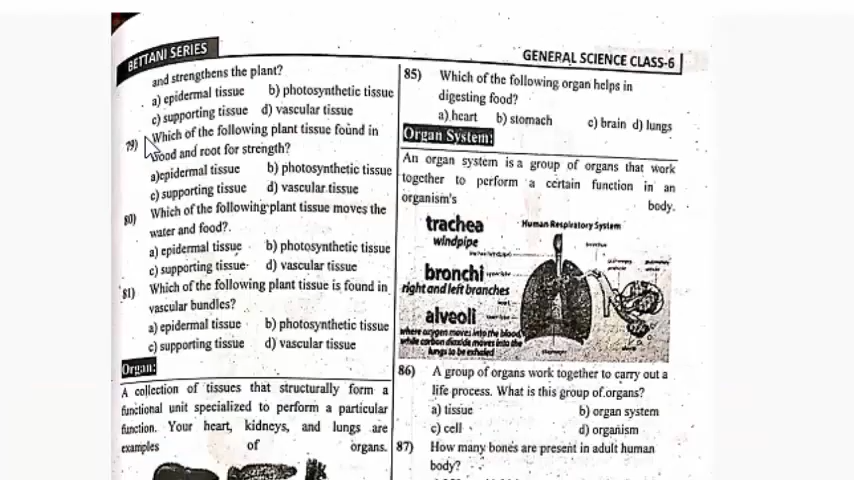 BETTANI SERIES
GENERAL SCIENCE CLASS-6
and strengthens the plant?
a) epidermal tissue b) photosynthetic tissue
c) supporting tissue d) vascular tissue
79) Which of the following plant tissue found in
wood and root for strength?
a)epidermal tissue b) photosynthetic tissue
c) supporting tissue d) vascular tissue
80) Which of the following plant tissue moves the
water and food?
a) epidermal tissue b) photosynthetic tissue
c) supporting tissue d) vascular tissue
81) Which of the following plant tissue is found in
vascular bundles?
a) epidermal tissue b) photosynthetic tissue
c) supporting tissue d) vascular tissue
Organ:
A collection of tissues that structurally form a
functional unit specialized to perform a particular
function. Your heart, kidneys, and lungs are
examples of organs.
85) Which of the following organ helps in
digesting food?
a) heart b) stomach c) brain d) lungs
Organ System:
An organ system is a group of organs that work
together to perform a certain function in an
organism's body.
trachea
windpipe
Human Respiratory System
bronchi
right and left branches
alveoli
where oxygen moves into the blood,
while carbon dioxide moves into the
lungs to be exhaled
86) A group of organs work together to carry out a
life process. What is this group of organs?
a) tissue b) organ system
c) cell d) organism
87) How many bones are present in adult human
body?